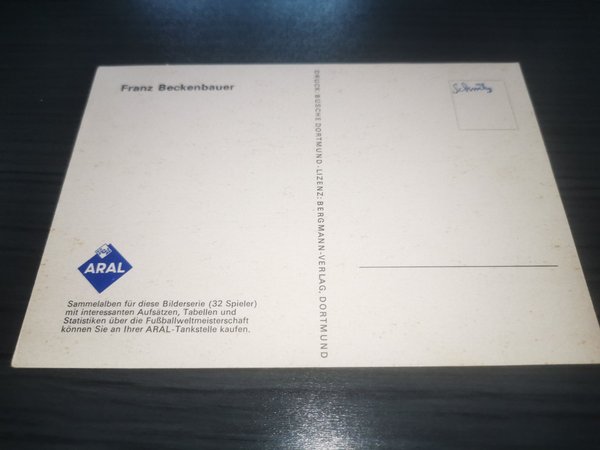 Franz Beckenbauer
Schmitz
DRUCK: BUSCHE DORTMUND · LIZENZ: BERGMANN-VERLAG, DORTMUND
ARAL
Sammelalben für diese Bilderserie (32 Spieler)
mit interessanten Aufsätzen, Tabellen und
Statistiken über die Fußballweltmeisterschaft
können Sie an Ihrer ARAL-Tankstelle kaufen.